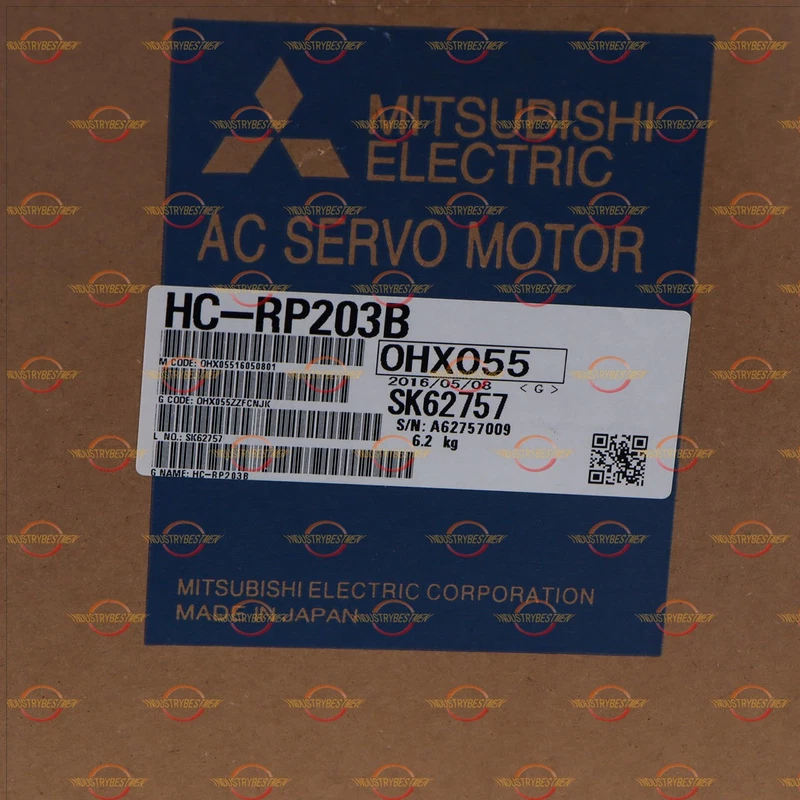 MITSUBISHI
ELECTRIC
AC SERVO MOTOR
HC-RP203B
OHX055
M CODE: OHX05516050801
2016/05/08 <G>
SK62757
G CODE: OHX055ZZFCNJK
S/N: A62757009
L NO.: SK62757
6.2 kg
G NAME: HC-RP203B
MITSUBISHI ELECTRIC CORPORATION
MADE IN JAPAN
INDUSTRYBESTMEN